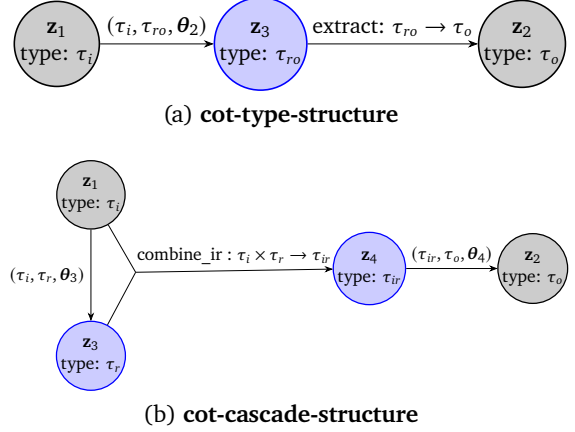 z₁
type: τᵢ
(τᵢ, τᵣₒ, θ₂)
z₃
type: τᵣₒ
extract: τᵣₒ → τₒ
z₂
type: τₒ
(a) cot-type-structure
z₁
type: τᵢ
(τᵢ, τᵣ, θ₃)
z₃
type: τᵣ
combine_ir : τᵢ × τᵣ → τᵢᵣ
z₄
type: τᵢᵣ
(τᵢᵣ, τₒ, θ₄)
z₂
type: τₒ
(b) cot-cascade-structure